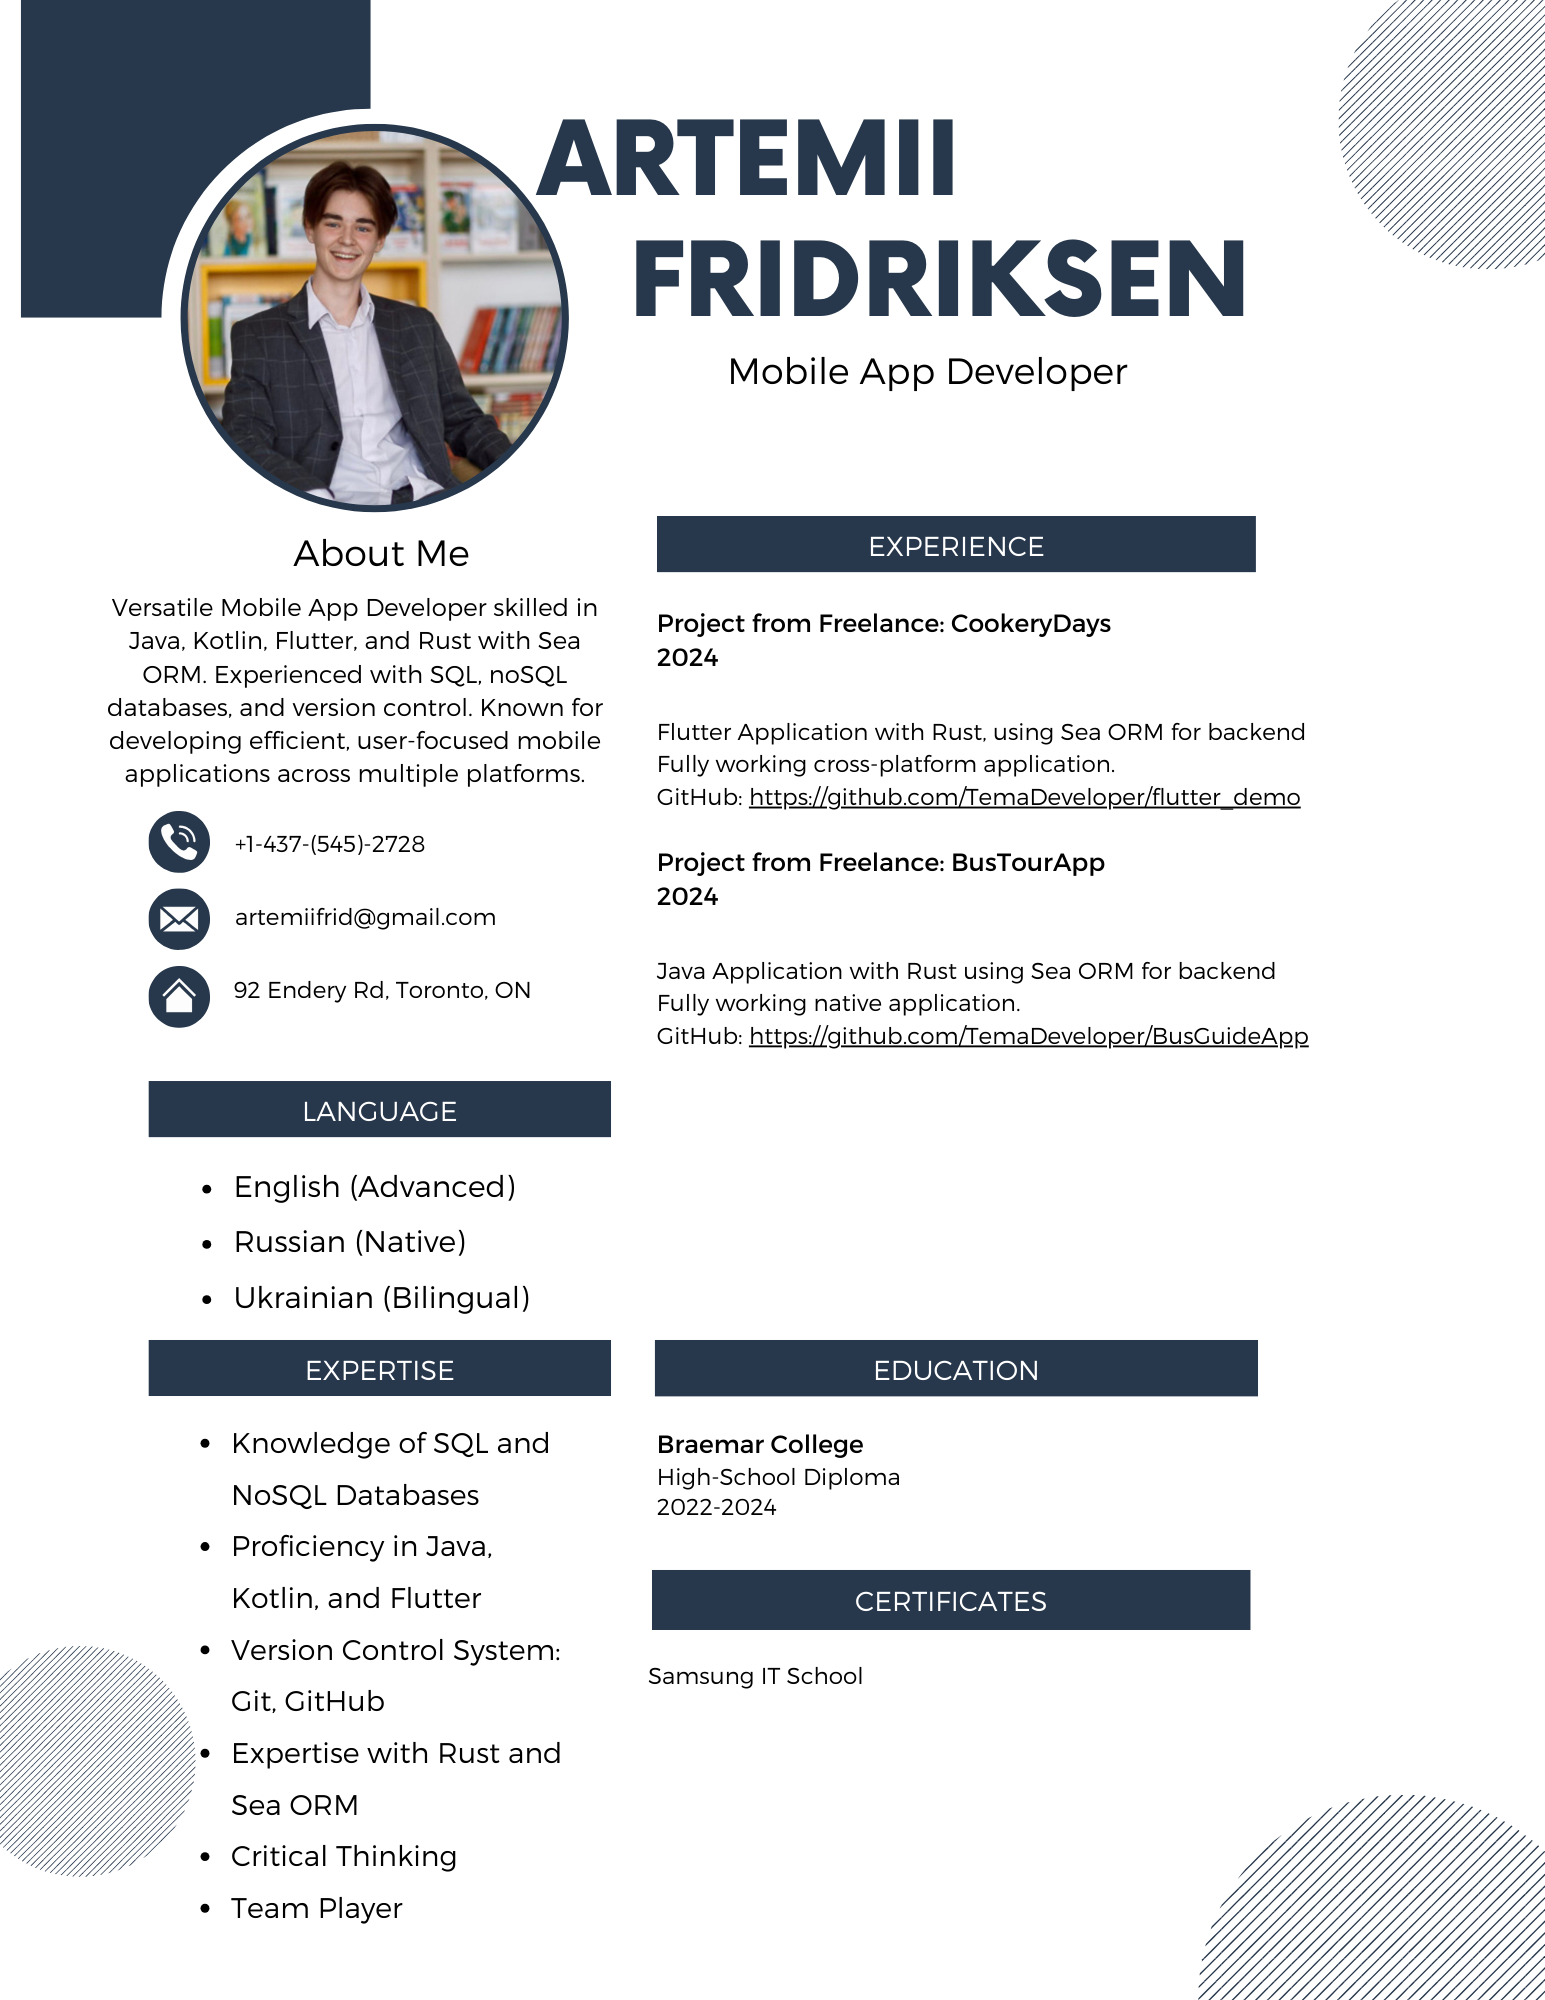 ARTEMII
FRIDRIKSEN
Mobile App Developer
About Me
Versatile Mobile App Developer skilled in
Java, Kotlin, Flutter, and Rust with Sea
ORM. Experienced with SQL, noSQL
databases, and version control. Known for
developing efficient, user-focused mobile
applications across multiple platforms.
+1-437-(545)-2728
artemiifrid@gmail.com
92 Endery Rd, Toronto, ON
LANGUAGE
• English (Advanced)
• Russian (Native)
• Ukrainian (Bilingual)
EXPERTISE
• Knowledge of SQL and
NoSQL Databases
• Proficiency in Java,
Kotlin, and Flutter
• Version Control System:
Git, GitHub
• Expertise with Rust and
Sea ORM
• Critical Thinking
• Team Player
EXPERIENCE
Project from Freelance: CookeryDays
2024
Flutter Application with Rust, using Sea ORM for backend
Fully working cross-platform application.
GitHub: https://github.com/TemaDeveloper/flutter_demo
Project from Freelance: BusTourApp
2024
Java Application with Rust using Sea ORM for backend
Fully working native application.
GitHub: https://github.com/TemaDeveloper/BusGuideApp
EDUCATION
Braemar College
High-School Diploma
2022-2024
CERTIFICATES
Samsung IT School